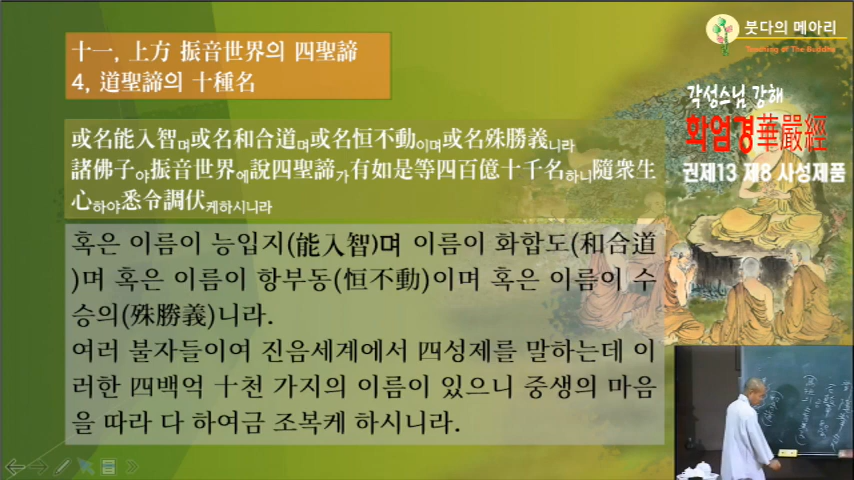 十一, 上方 振音世界의 四聖諦
4, 道聖諦의 十種名
붓다의 메아리
Teaching of The Buddha
각성스님 강해
화엄경華嚴經
권제13 제8 사성제품
或名能入智며或名和合道며或名恒不動이며或名殊勝義니라
諸佛子야振音世界에說四聖諦가有如是等四百億十千名하니隨衆生
心하야悉令調伏케하시니라
혹은 이름이 능입지(能入智)며 이름이 화합도(和合道
)며 혹은 이름이 항부동(恒不動)이며 혹은 이름이 수
승의(殊勝義)니라.
여러 불자들이여 진음세계에서 四성제를 말하는데 이
러한 四백억 十천 가지의 이름이 있으니 중생의 마음
을 따라 다 하여금 조복케 하시니라.